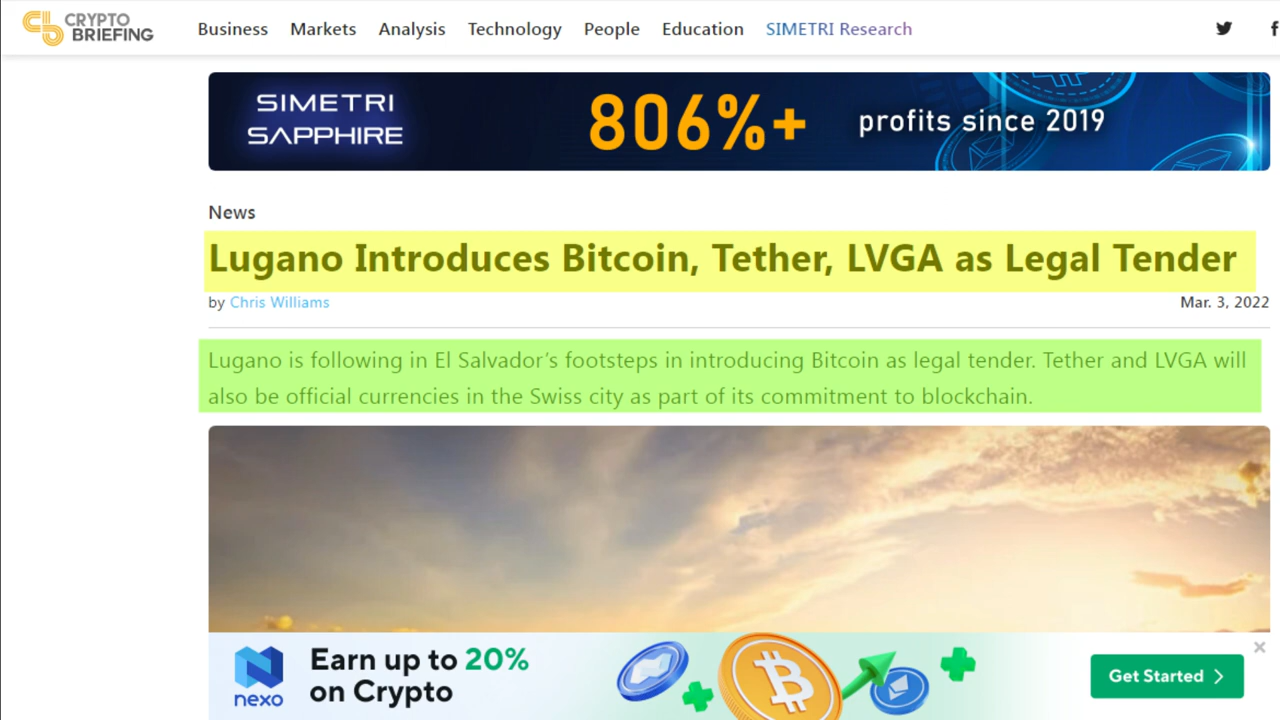 CRYPTO
BRIEFING
Business Markets Analysis Technology People Education SIMETRI Research
SIMETRI
SAPPHIRE
806%+
profits since 2019
News
Lugano Introduces Bitcoin, Tether, LVGA as Legal Tender
by Chris Williams
Mar. 3, 2022
Lugano is following in El Salvador’s footsteps in introducing Bitcoin as legal tender. Tether and LVGA will
also be official currencies in the Swiss city as part of its commitment to blockchain.
nexo
Earn up to 20%
on Crypto
Get Started